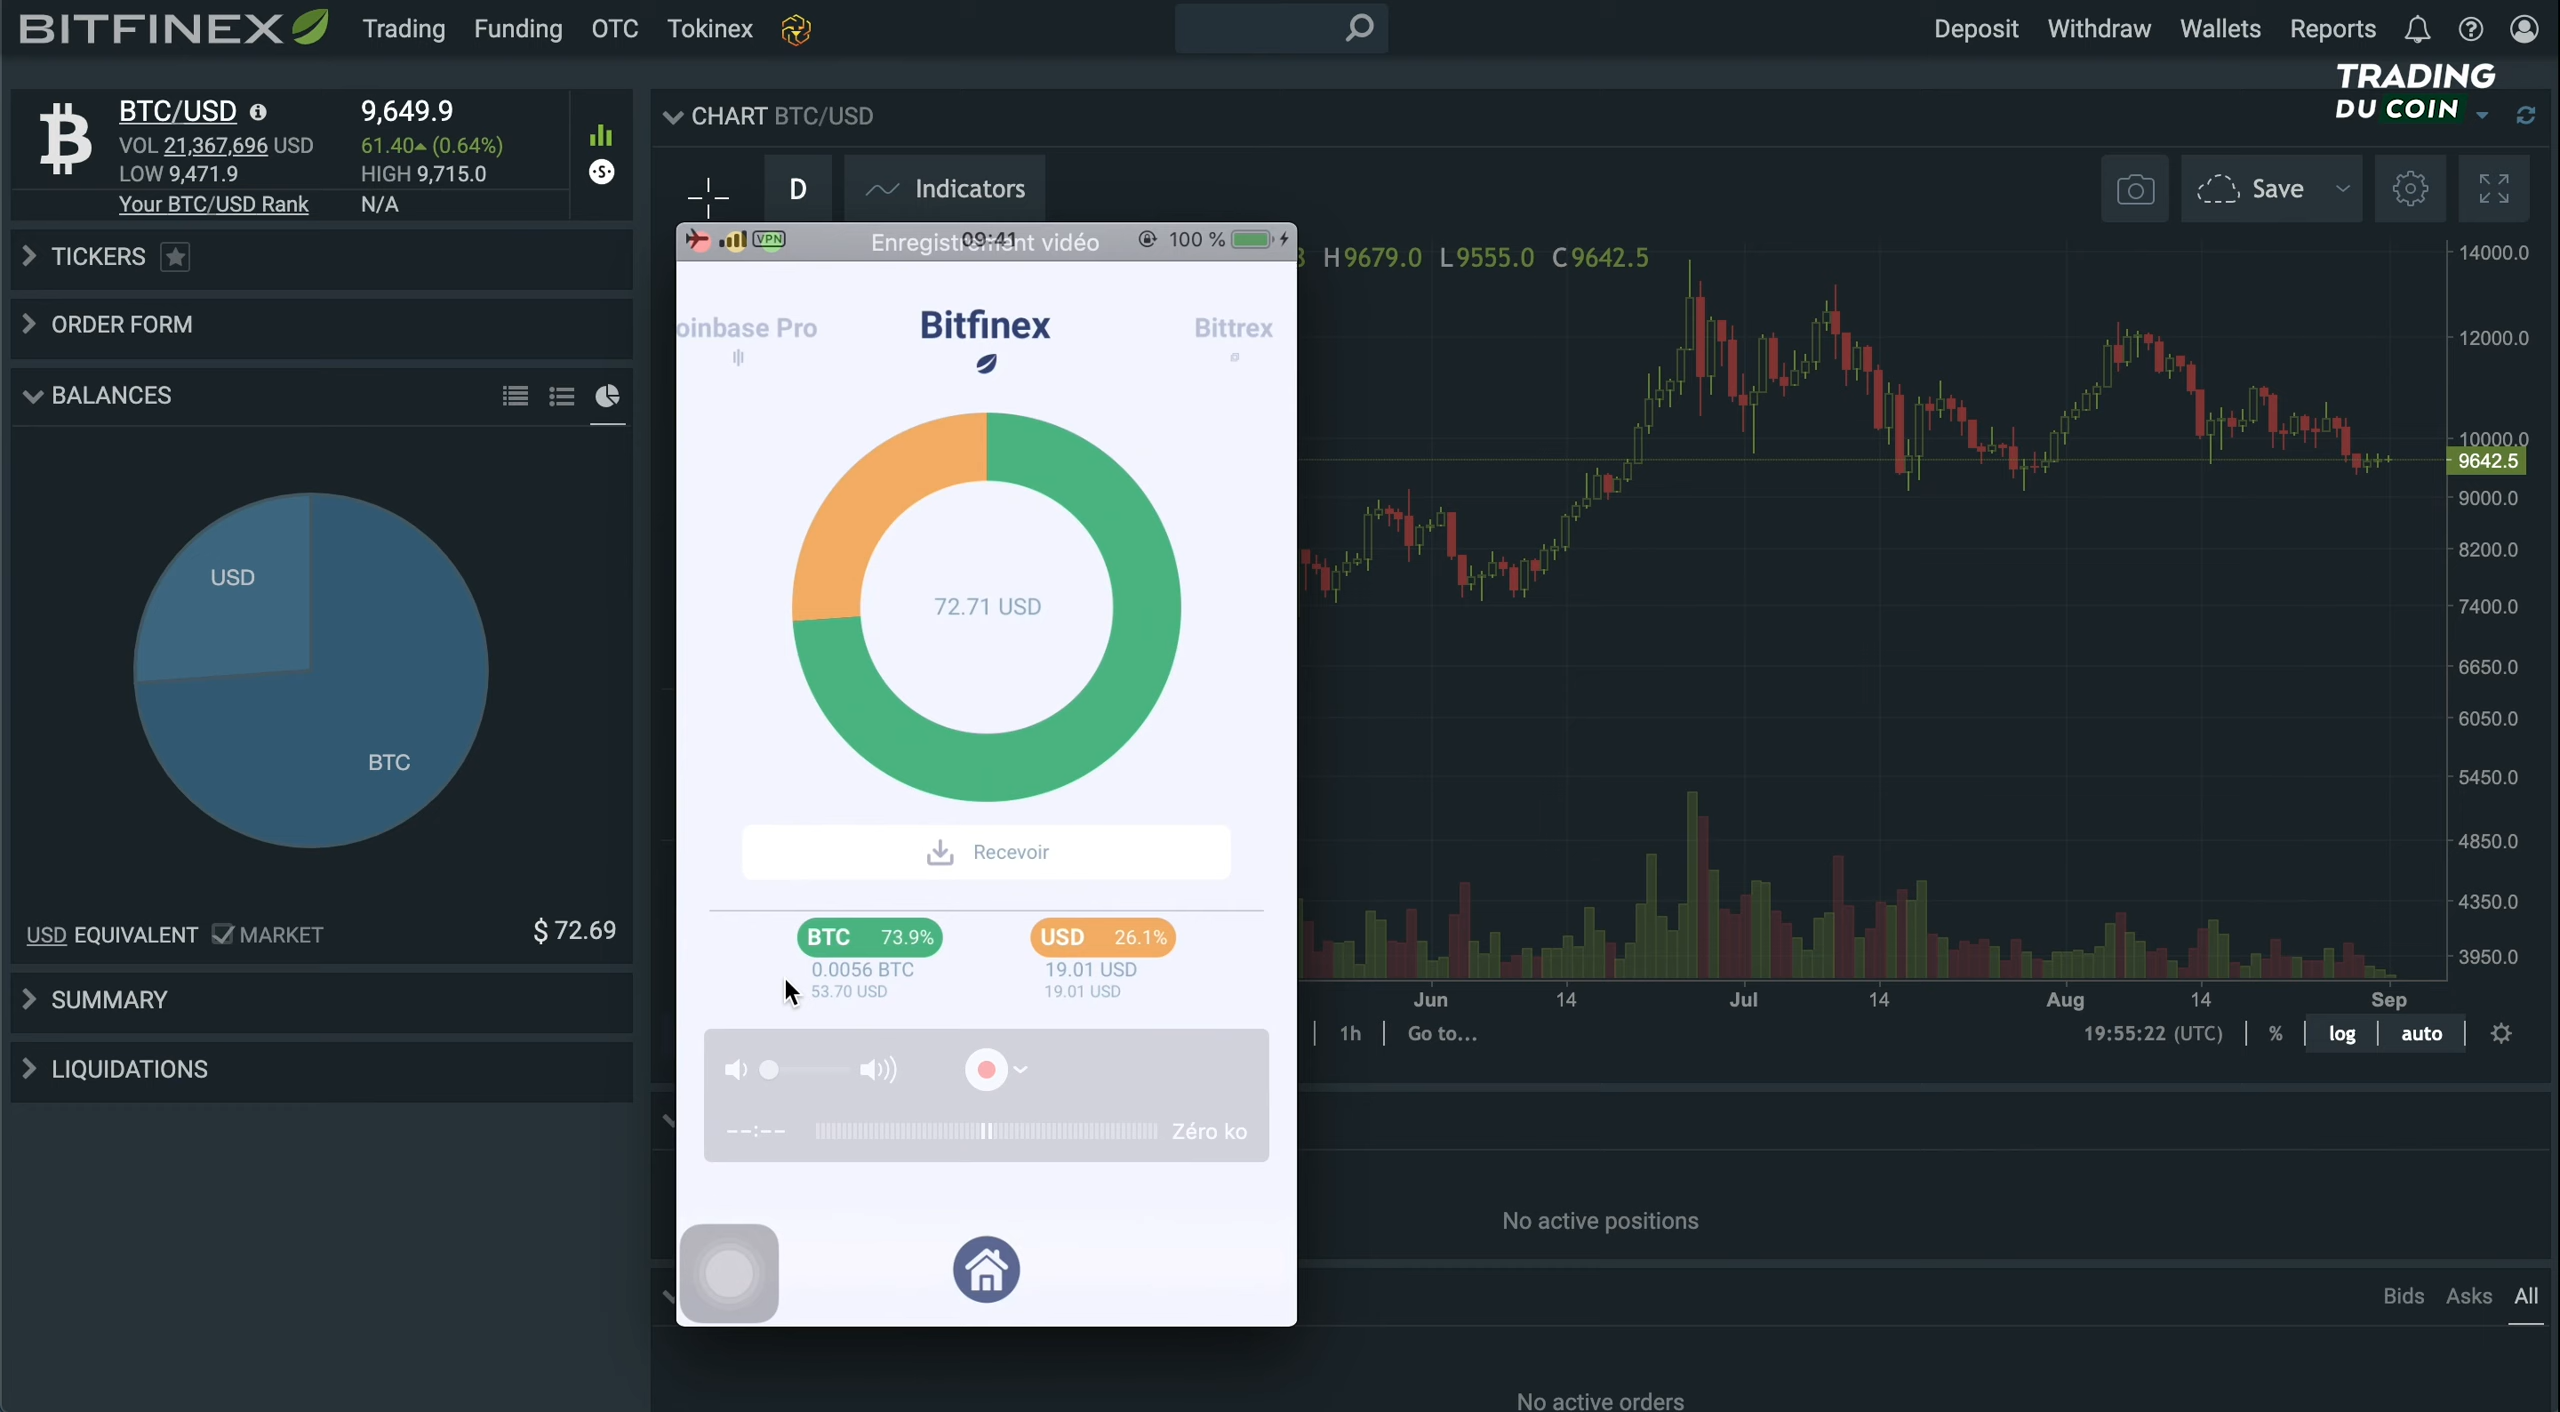 BITFINEX Trading Funding OTC Tokinex Deposit Withdraw Wallets Reports
TRADING
DU COIN
BTC/USD 9,649.9
VOL 21,367,696 USD 61.40 (0.64%)
LOW 9,471.9 HIGH 9,715.0
Your BTC/USD Rank N/A
TICKERS
ORDER FORM
BALANCES
USD
BTC
USD EQUIVALENT MARKET $ 72.69
SUMMARY
LIQUIDATIONS
CHART BTC/USD
D Indicators Save
H9679.0 L9555.0 C9642.5
VPN Enregistrement vidéo 09:41 100 %
oinbase Pro Bitfinex Bittrex
72.71 USD
Recevoir
BTC 73.9% USD 26.1%
0.0056 BTC 19.01 USD
53.70 USD 19.01 USD
--:-- Zéro ko
14000.0
12000.0
10000.0
9642.5
9000.0
8200.0
7400.0
6650.0
6050.0
5450.0
4850.0
4350.0
3950.0
Jun 14 Jul 14 Aug 14 Sep
1h Go to... 19:55:22 (UTC) % log auto
No active positions
Bids Asks All
No active orders